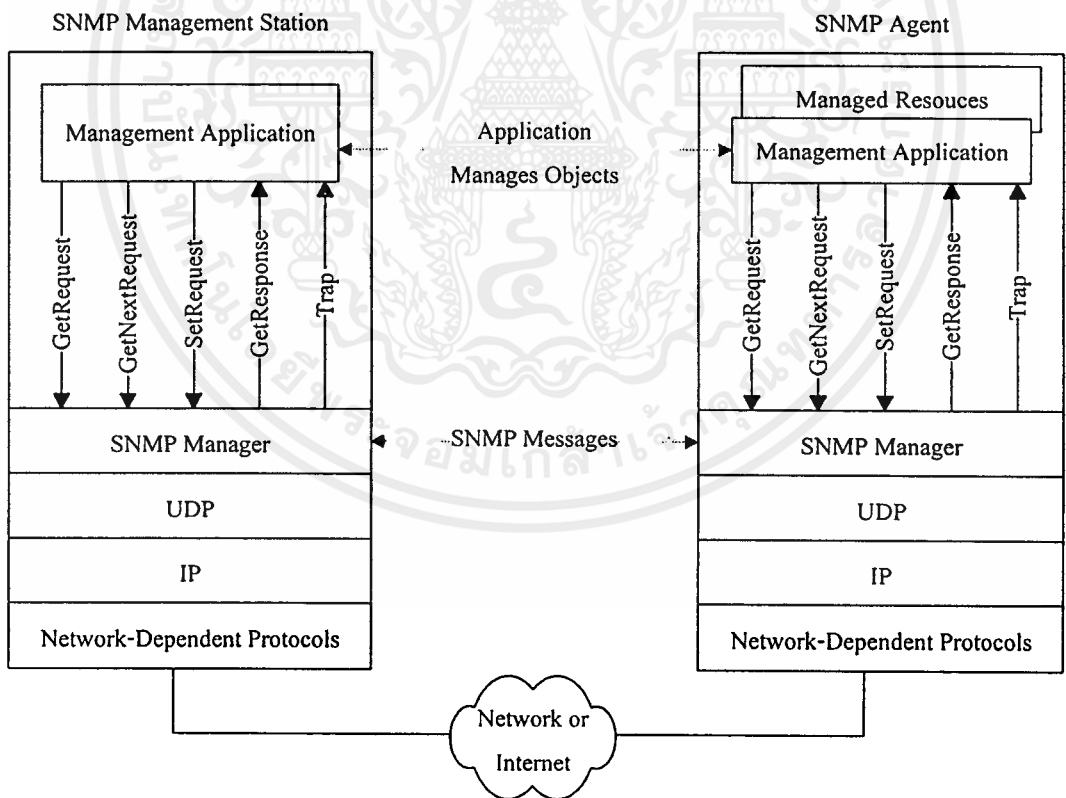 SNMP Management Station
SNMP Agent
Management Application
Application
Manages Objects
Managed Resouces
Management Application
GetRequest
GetNextRequest
SetRequest
GetResponse
Trap
GetRequest
GetNextRequest
SetRequest
GetResponse
Trap
SNMP Manager
SNMP Messages
SNMP Manager
UDP
UDP
IP
IP
Network-Dependent Protocols
Network-Dependent Protocols
Network or
Internet